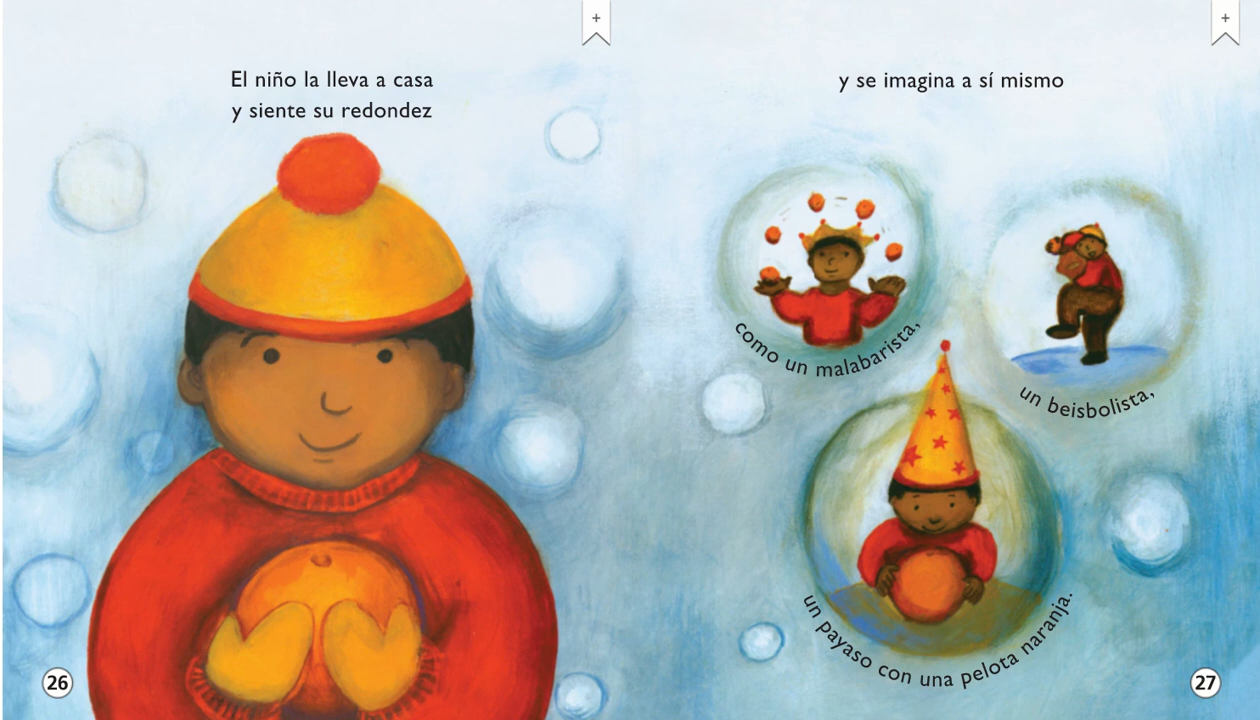 El niño la lleva a casa
y siente su redondez
26
y se imagina a sí mismo
como un malabarista,
un beisbolista,
un payaso con una pelota naranja.
27